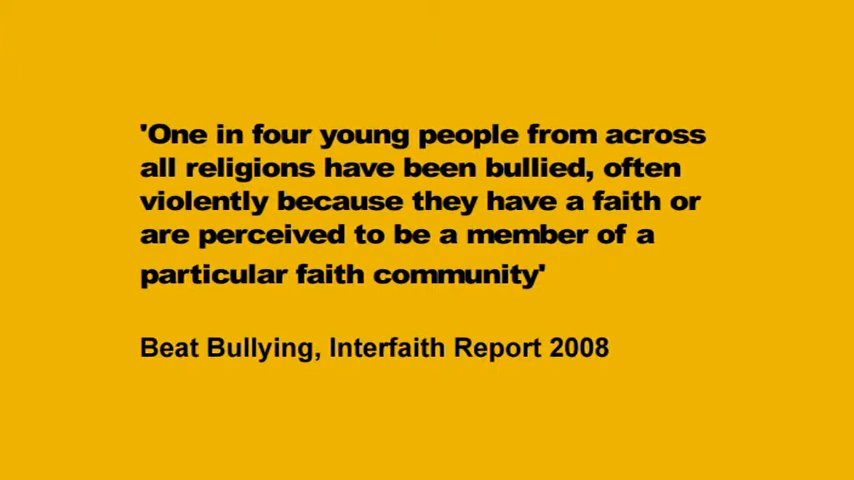 'One in four young people from across
all religions have been bullied, often
violently because they have a faith or
are perceived to be a member of a
particular faith community'
Beat Bullying, Interfaith Report 2008